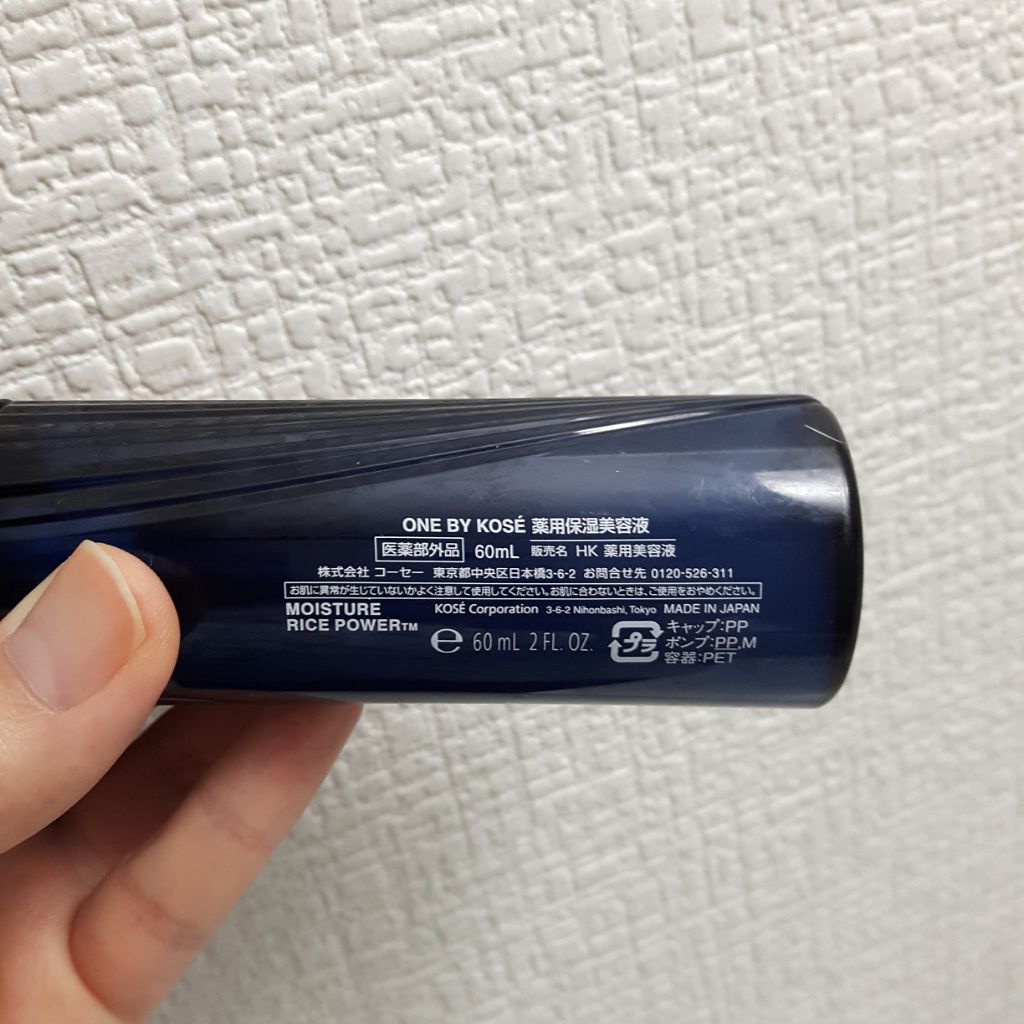 ONE BY KOSÉ 薬用保湿美容液
医薬部外品 60mL 販売名 HK 薬用美容液
株式会社 コーセー 東京都中央区日本橋3-6-2 お問合せ先 0120-526-311
お肌に異常が生じていないかよく注意して使用してください。お肌に合わないときは、ご使用をおやめください。
MOISTURE KOSÉ Corporation 3-6-2 Nihonbashi, Tokyo MADE IN JAPAN
RICE POWER™
℮ 60 mL 2 FL. OZ.
プラ
キャップ:PP
ポンプ:PP,M
容器:PET